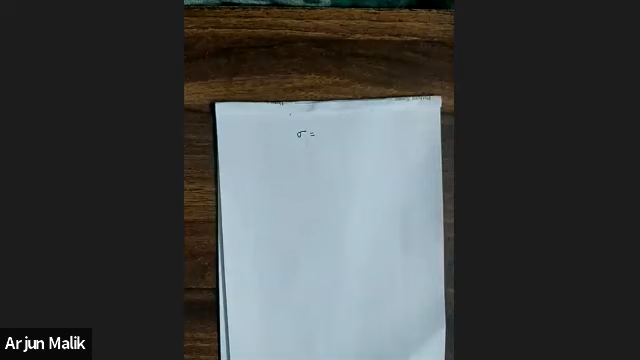 σ =
Arjun Malik